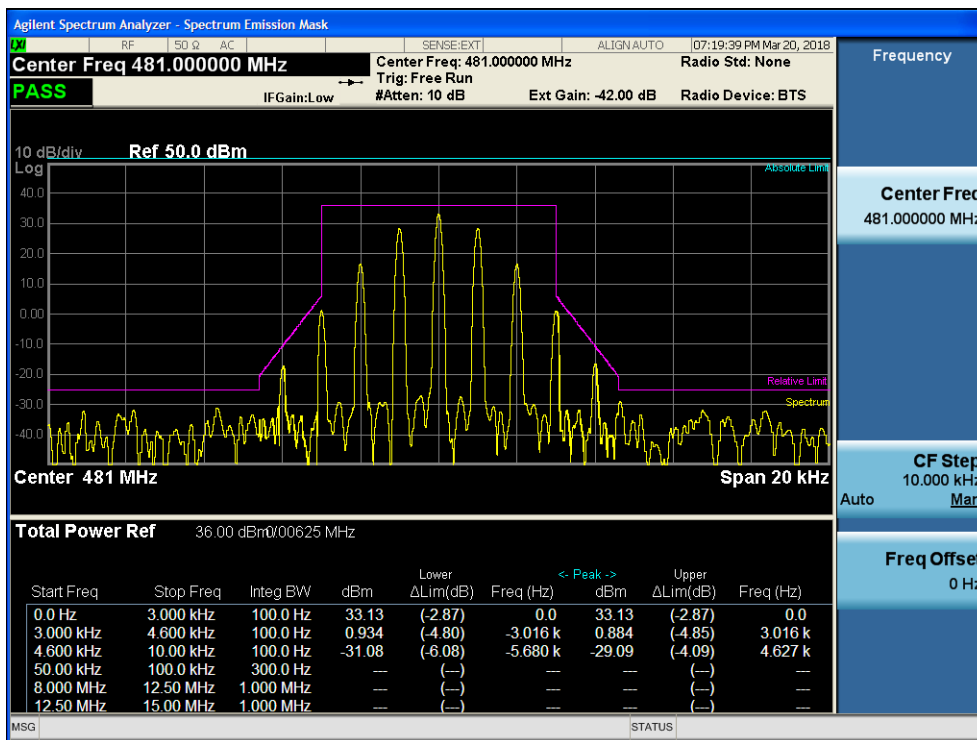 Agilent Spectrum Analyzer - Spectrum Emission Mask
LXI RF 50 Ω AC SENSE:EXT ALIGN AUTO 07:19:39 PM Mar 20, 2018
Center Freq 481.000000 MHz
Center Freq: 481.000000 MHz
Radio Std: None
Trig: Free Run
PASS
IFGain:Low
#Atten: 10 dB
Ext Gain: -42.00 dB
Radio Device: BTS
10 dB/div Ref 50.0 dBm
Log
Absolute Limit
40.0
30.0
20.0
10.0
0.00
-10.0
-20.0
Relative Limit
Spectrum
-30.0
-40.0
Center 481 MHz
Span 20 kHz
Total Power Ref 36.00 dBm/0.00625 MHz
Lower <- Peak -> Upper
Start Freq Stop Freq Integ BW dBm ΔLim(dB) Freq (Hz) dBm ΔLim(dB) Freq (Hz)
0.0 Hz 3.000 kHz 100.0 Hz 33.13 (-2.87) 0.0 33.13 (-2.87) 0.0
3.000 kHz 4.600 kHz 100.0 Hz 0.934 (-4.80) -3.016 k 0.884 (-4.85) 3.016 k
4.600 kHz 10.00 kHz 100.0 Hz -31.08 (-6.08) -5.680 k -29.09 (-4.09) 4.627 k
50.00 kHz 100.0 kHz 300.0 Hz --- (---) --- --- (---) ---
8.000 MHz 12.50 MHz 1.000 MHz --- (---) --- --- (---) ---
12.50 MHz 15.00 MHz 1.000 MHz --- (---) --- --- (---) ---
MSG STATUS
Frequency
Center Freq
481.000000 MHz
CF Step
10.000 kHz
Auto Man
Freq Offset
0 Hz